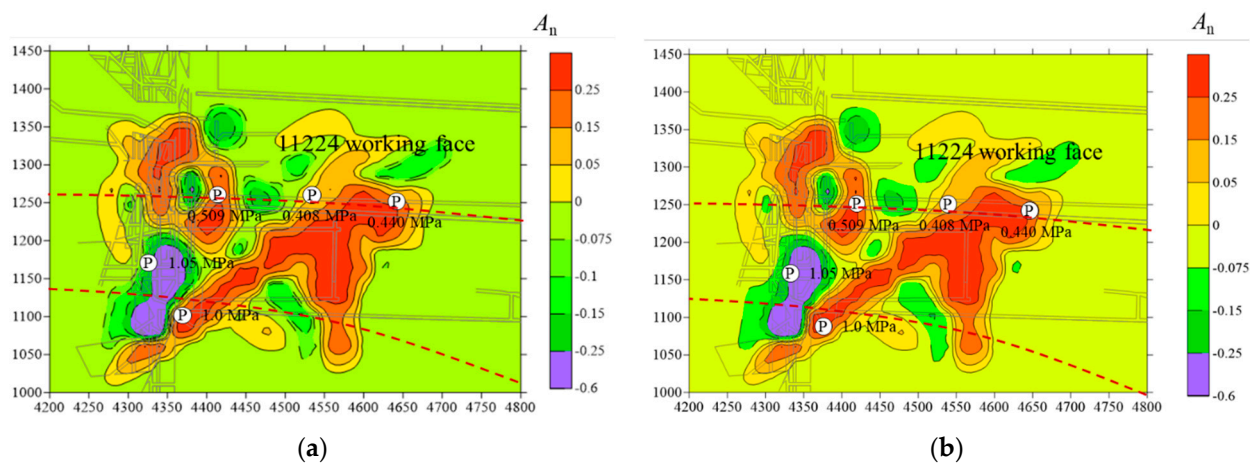 An
An
1450
1400
1350
1300
1250
1200
1150
1100
1050
1000
4200 4250 4300 4350 4400 4450 4500 4550 4600 4650 4700 4750 4800
11224 working face
P
P
P
0.509 MPa
0.408 MPa
0.440 MPa
P 1.05 MPa
P 1.0 MPa
0.25
0.15
0.05
0
-0.075
-0.1
-0.15
-0.25
-0.6
(a)
1450
1400
1350
1300
1250
1200
1150
1100
1050
1000
4200 4250 4300 4350 4400 4450 4500 4550 4600 4650 4700 4750 4800
11224 working face
P
P
P
0.509 MPa
0.408 MPa
0.440 MPa
P 1.05 MPa
P 1.0 MPa
0.25
0.15
0.05
0
-0.075
-0.15
-0.25
-0.6
(b)